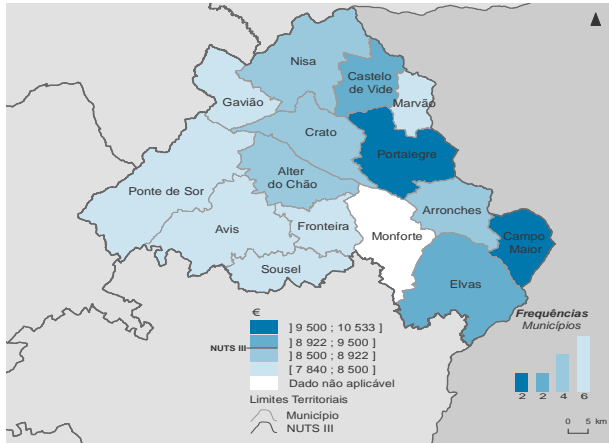 Nisa
Castelo
de Vide
Gavião
Marvão
Crato
Portalegre
Alter
do Chão
Ponte de Sor
Arronches
Avis
Fronteira
Monforte
Campo
Maior
Sousel
Elvas
€
] 9 500 ; 10 533 ]
] 8 922 ; 9 500 ]
NUTS III
] 8 500 ; 8 922 ]
[ 7 840 ; 8 500 ]
Dado não aplicável
Limites Territoriais
Município
NUTS III
Frequências
Municípios
2 2 4 6
0 5 km